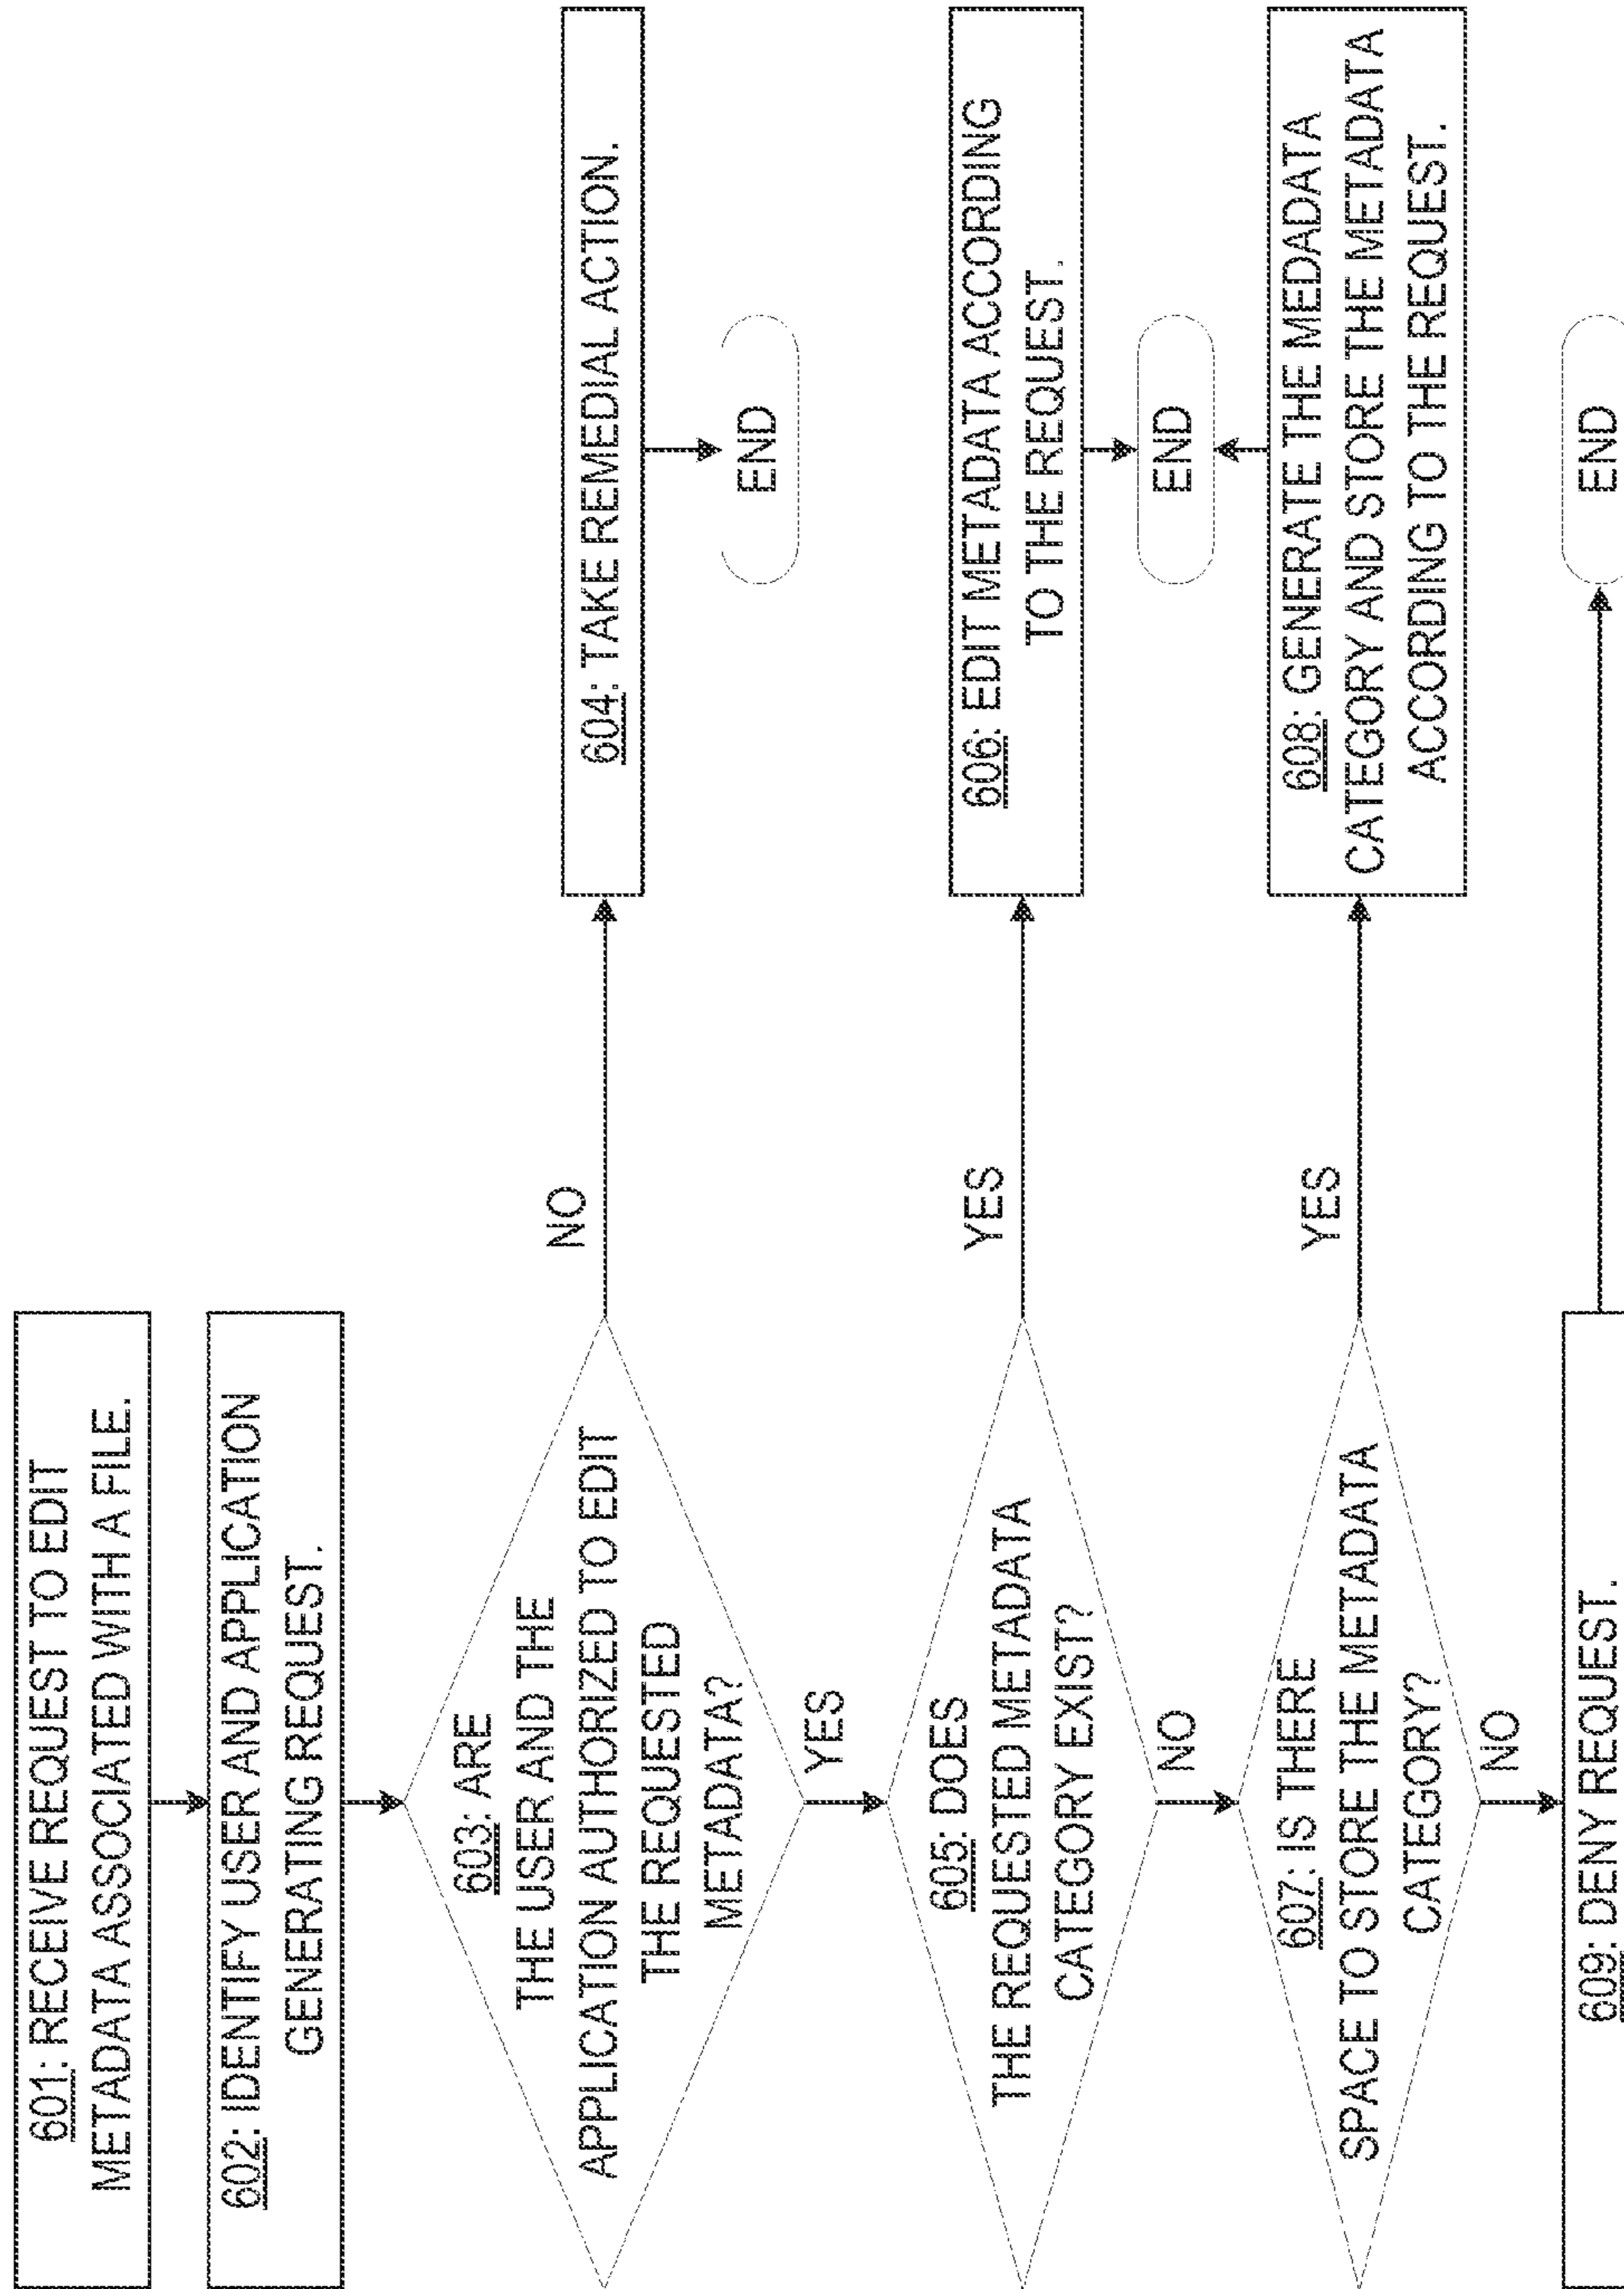 601: RECEIVE REQUEST TO EDIT
METADATA ASSOCIATED WITH A FILE.
602: IDENTIFY USER AND APPLICATION
GENERATING REQUEST.
603: ARE
THE USER AND THE
APPLICATION AUTHORIZED TO EDIT
THE REQUESTED
METADATA?
NO
604: TAKE REMEDIAL ACTION.
END
YES
605: DOES
THE REQUESTED METADATA
CATEGORY EXIST?
YES
606: EDIT METADATA ACCORDING
TO THE REQUEST.
END
NO
607: IS THERE
SPACE TO STORE THE METADATA
CATEGORY?
YES
608: GENERATE THE MEDADATA
CATEGORY AND STORE THE METADATA
ACCORDING TO THE REQUEST.
NO
609: DENY REQUEST.
END